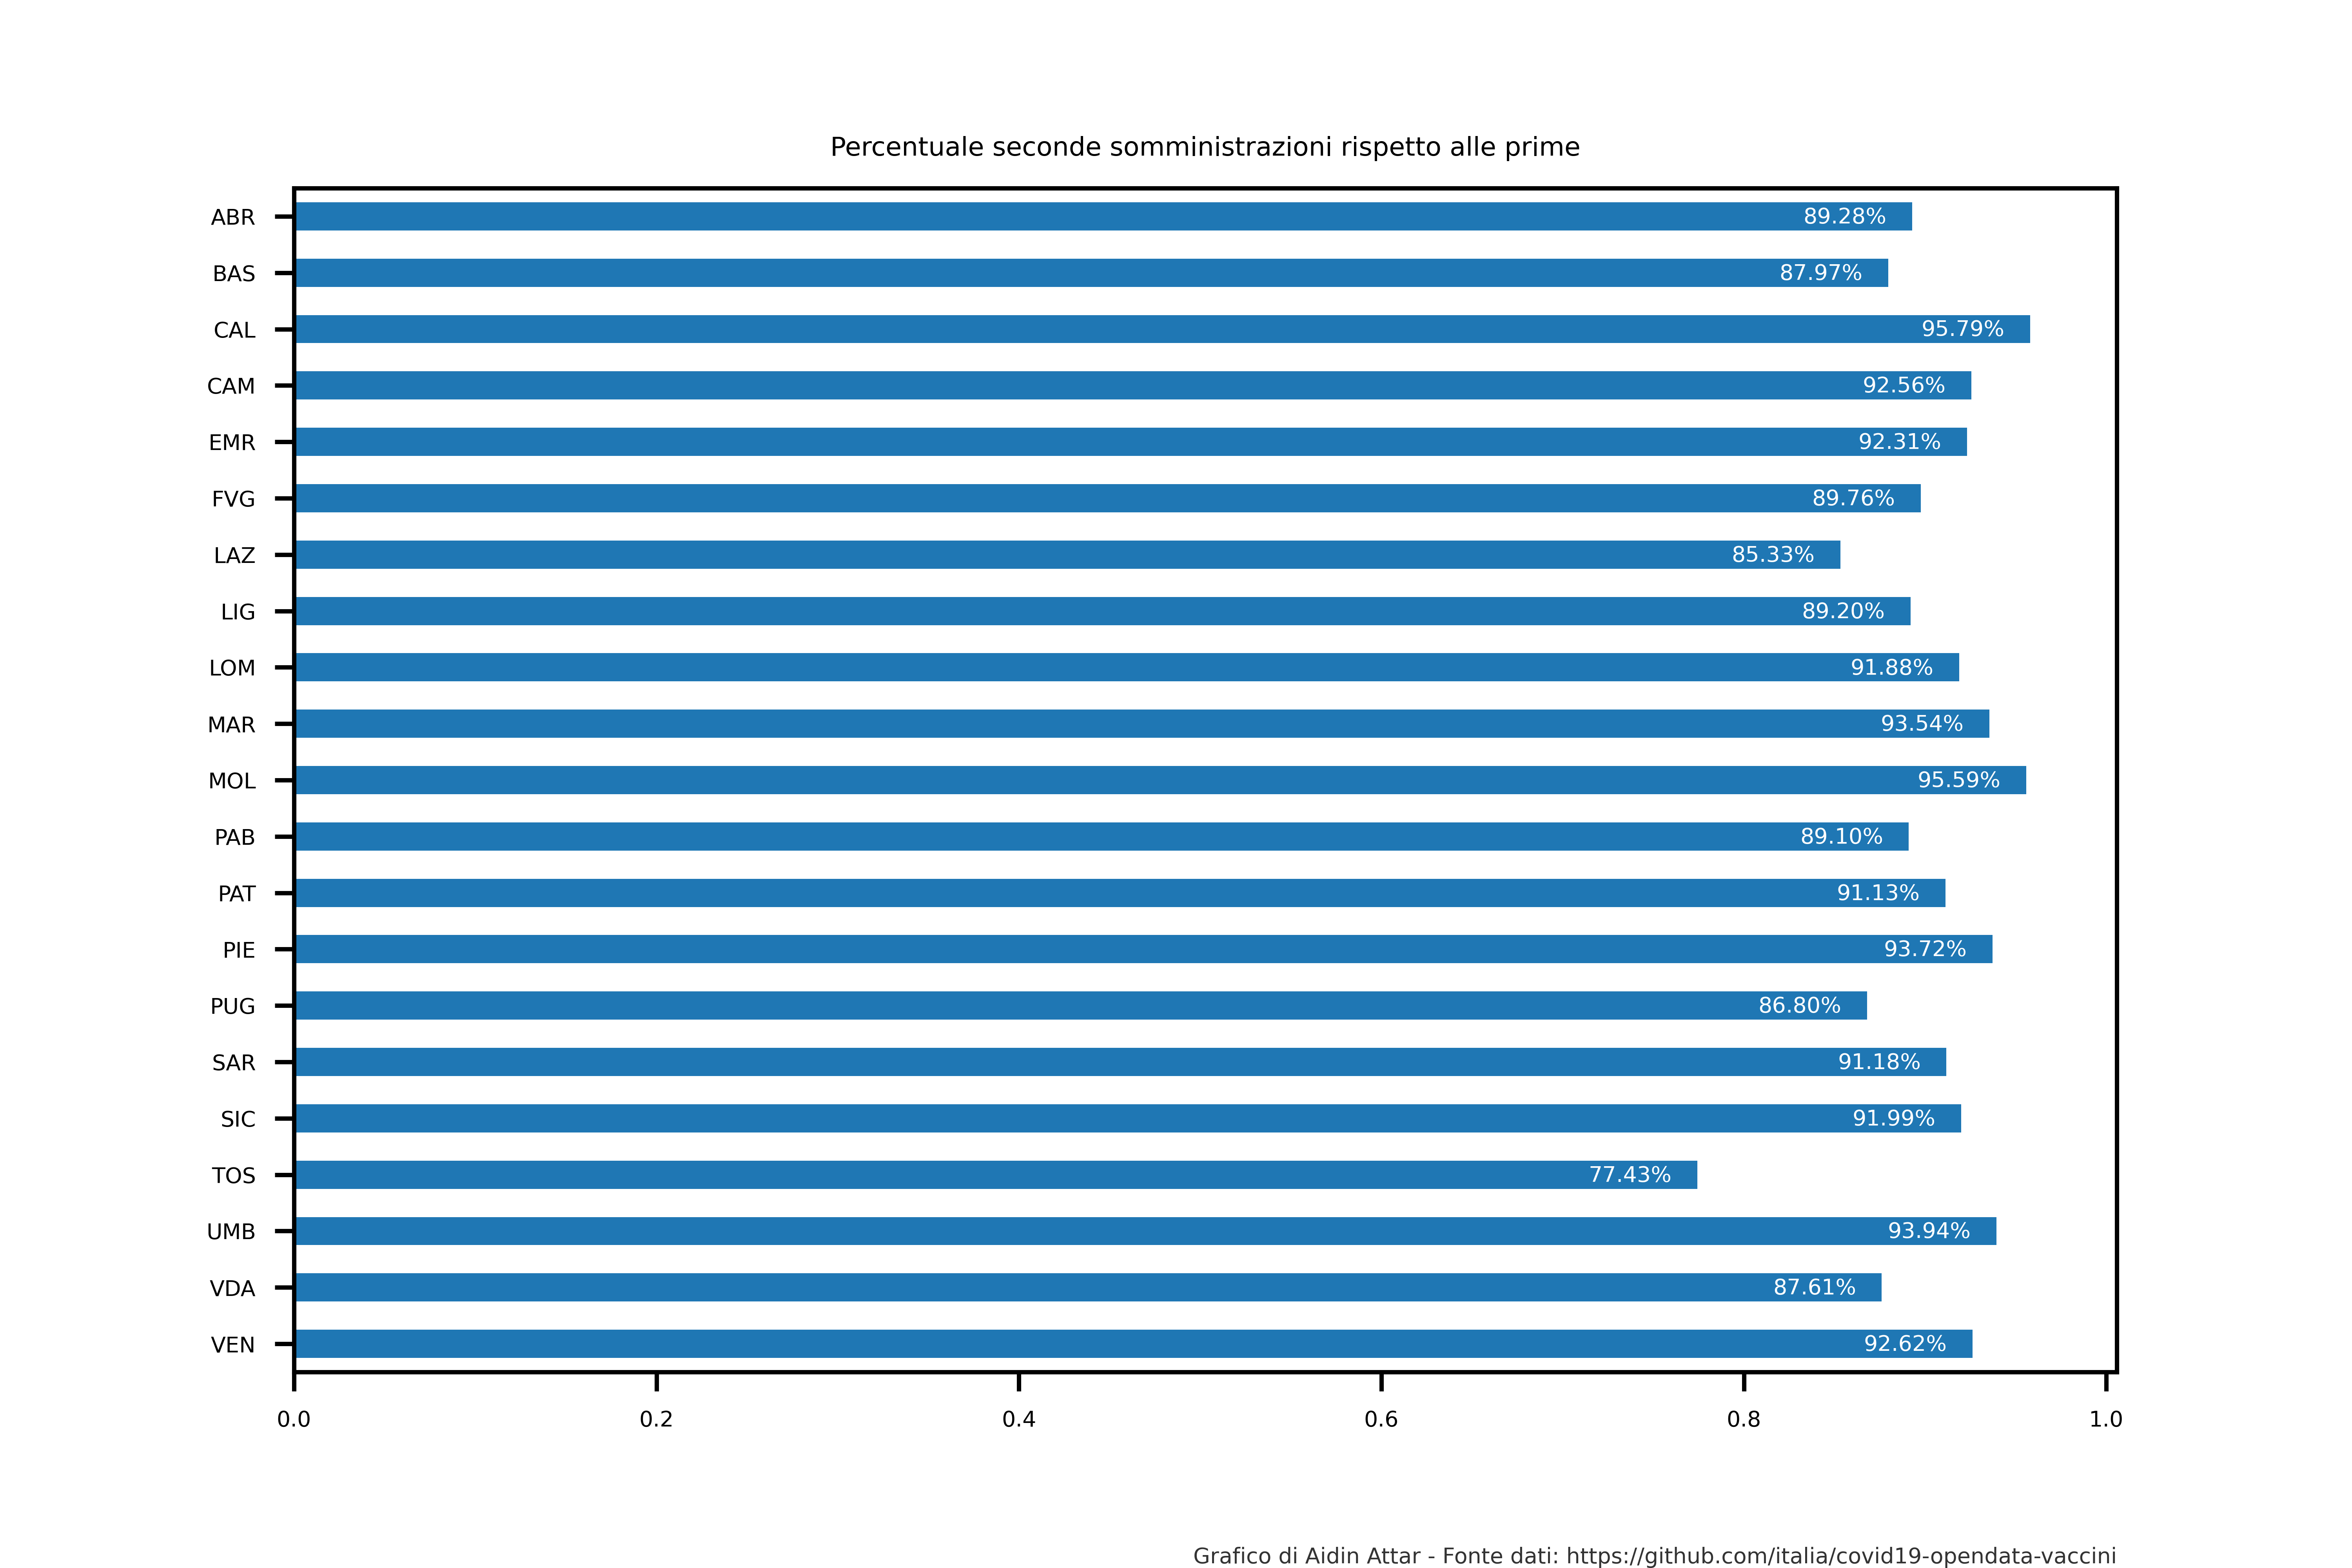 Percentuale seconde somministrazioni rispetto alle prime
ABR 89.28%
BAS 87.97%
CAL 95.79%
CAM 92.56%
EMR 92.31%
FVG 89.76%
LAZ 85.33%
LIG 89.20%
LOM 91.88%
MAR 93.54%
MOL 95.59%
PAB 89.10%
PAT 91.13%
PIE 93.72%
PUG 86.80%
SAR 91.18%
SIC 91.99%
TOS 77.43%
UMB 93.94%
VDA 87.61%
VEN 92.62%
0.0 0.2 0.4 0.6 0.8 1.0
Grafico di Aidin Attar - Fonte dati: https://github.com/italia/covid19-opendata-vaccini